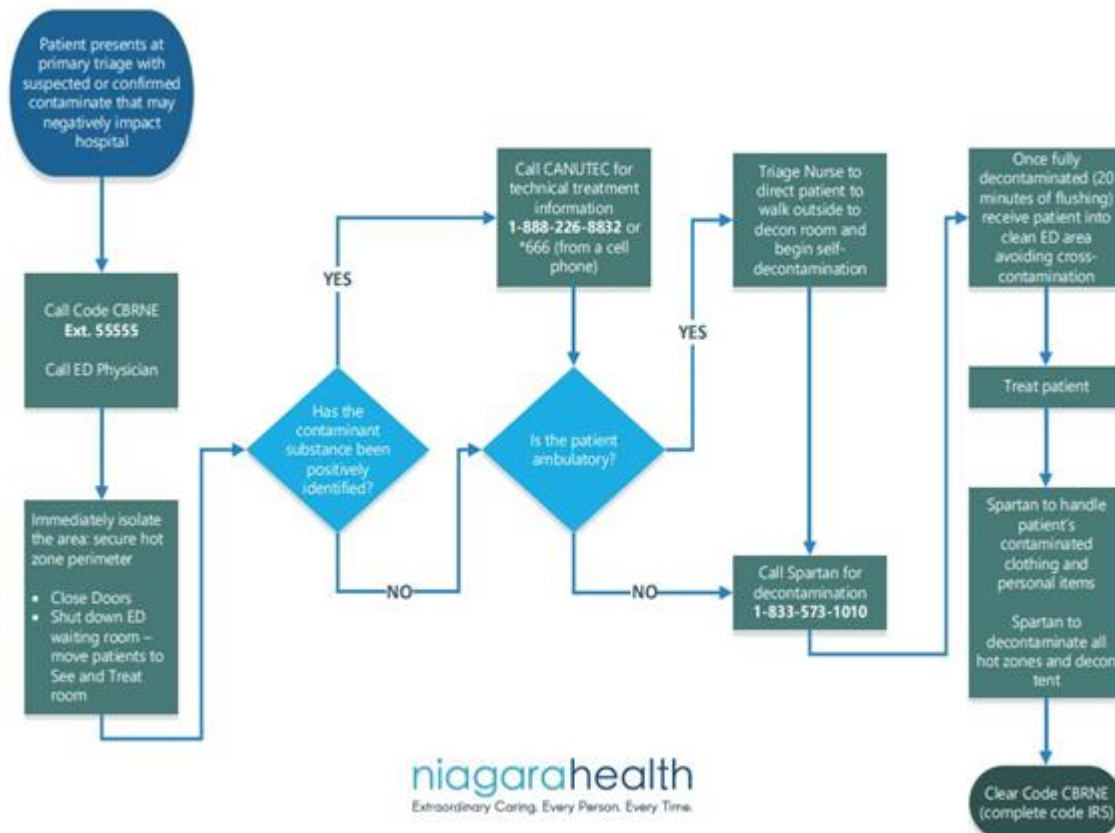 Patient presents at
primary triage with
suspected or confirmed
contaminate that may
negatively impact
hospital
Call Code CBRNE
Ext. 55555
Call ED Physician
Immediately isolate
the area: secure hot
zone perimeter
• Close Doors
• Shut down ED
waiting room –
move patients to
See and Treat
room
Has the
contaminant
substance been
positively
identified?
YES
NO
Call CANUTEC for
technical treatment
information
1-888-226-8832 or
*666 (from a cell
phone)
Is the patient
ambulatory?
YES
NO
Triage Nurse to
direct patient to
walk outside to
decon room and
begin self-
decontamination
Call Spartan for
decontamination
1-833-573-1010
Once fully
decontaminated (20
minutes of flushing)
receive patient into
clean ED area
avoiding cross-
contamination
Treat patient
Spartan to handle
patient's
contaminated
clothing and
personal items
Spartan to
decontaminate all
hot zones and decon
tent
Clear Code CBRNE
(complete code IRS)
niagarahealth
Extraordinary Caring. Every Person. Every Time.